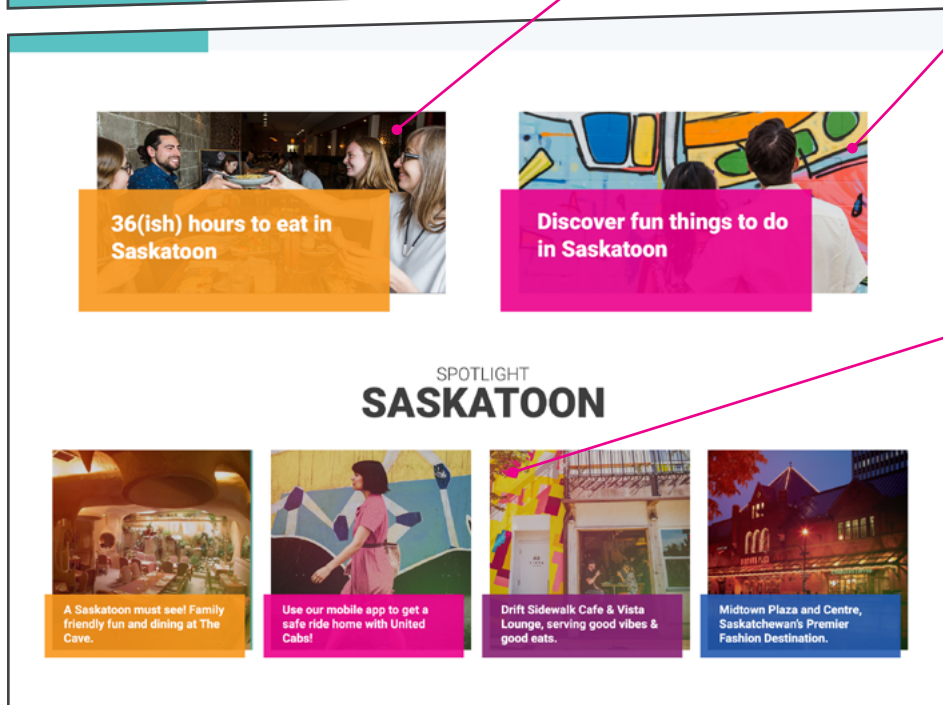 36(ish) hours to eat in
Saskatoon
Discover fun things to do
in Saskatoon
SPOTLIGHT
SASKATOON
A Saskatoon must see! Family
friendly fun and dining at The
Cave.
Use our mobile app to get a
safe ride home with United
Cabs!
Drift Sidewalk Cafe & Vista
Lounge, serving good vibes &
good eats.
Midtown Plaza and Centre,
Saskatchewan's Premier
Fashion Destination.